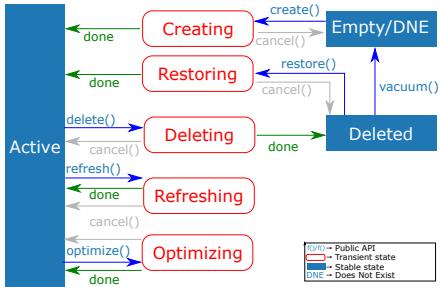 create()
Creating
Empty/DNE
done
cancel()
Restoring
restore()
done
cancel()
vacuum()
delete()
Deleting
Deleted
Active
cancel()
done
refresh()
Refreshing
done
cancel()
optimize()
Optimizing
done
f()/f() → Public API
→ Transient state
→ Stable state
DNE → Does Not Exist